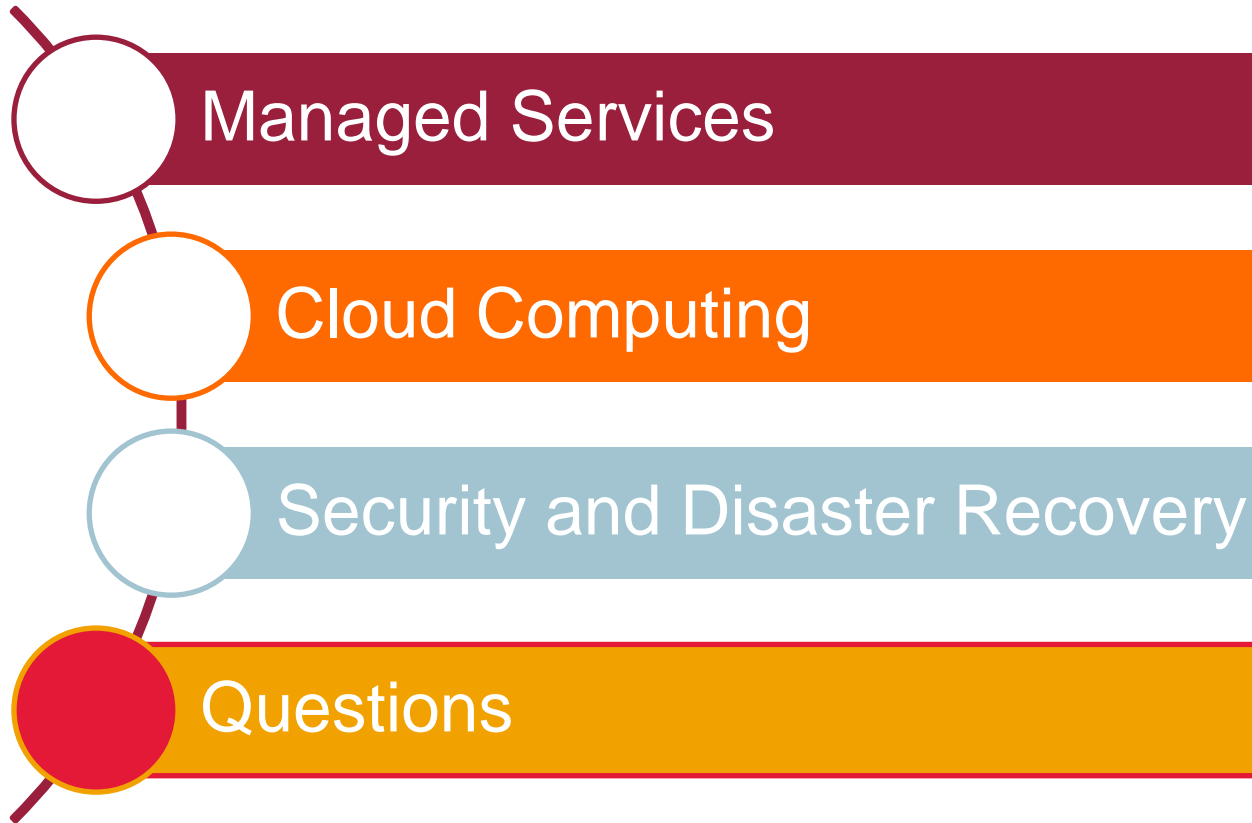 Managed Services
Cloud Computing
Security and Disaster Recovery
Questions